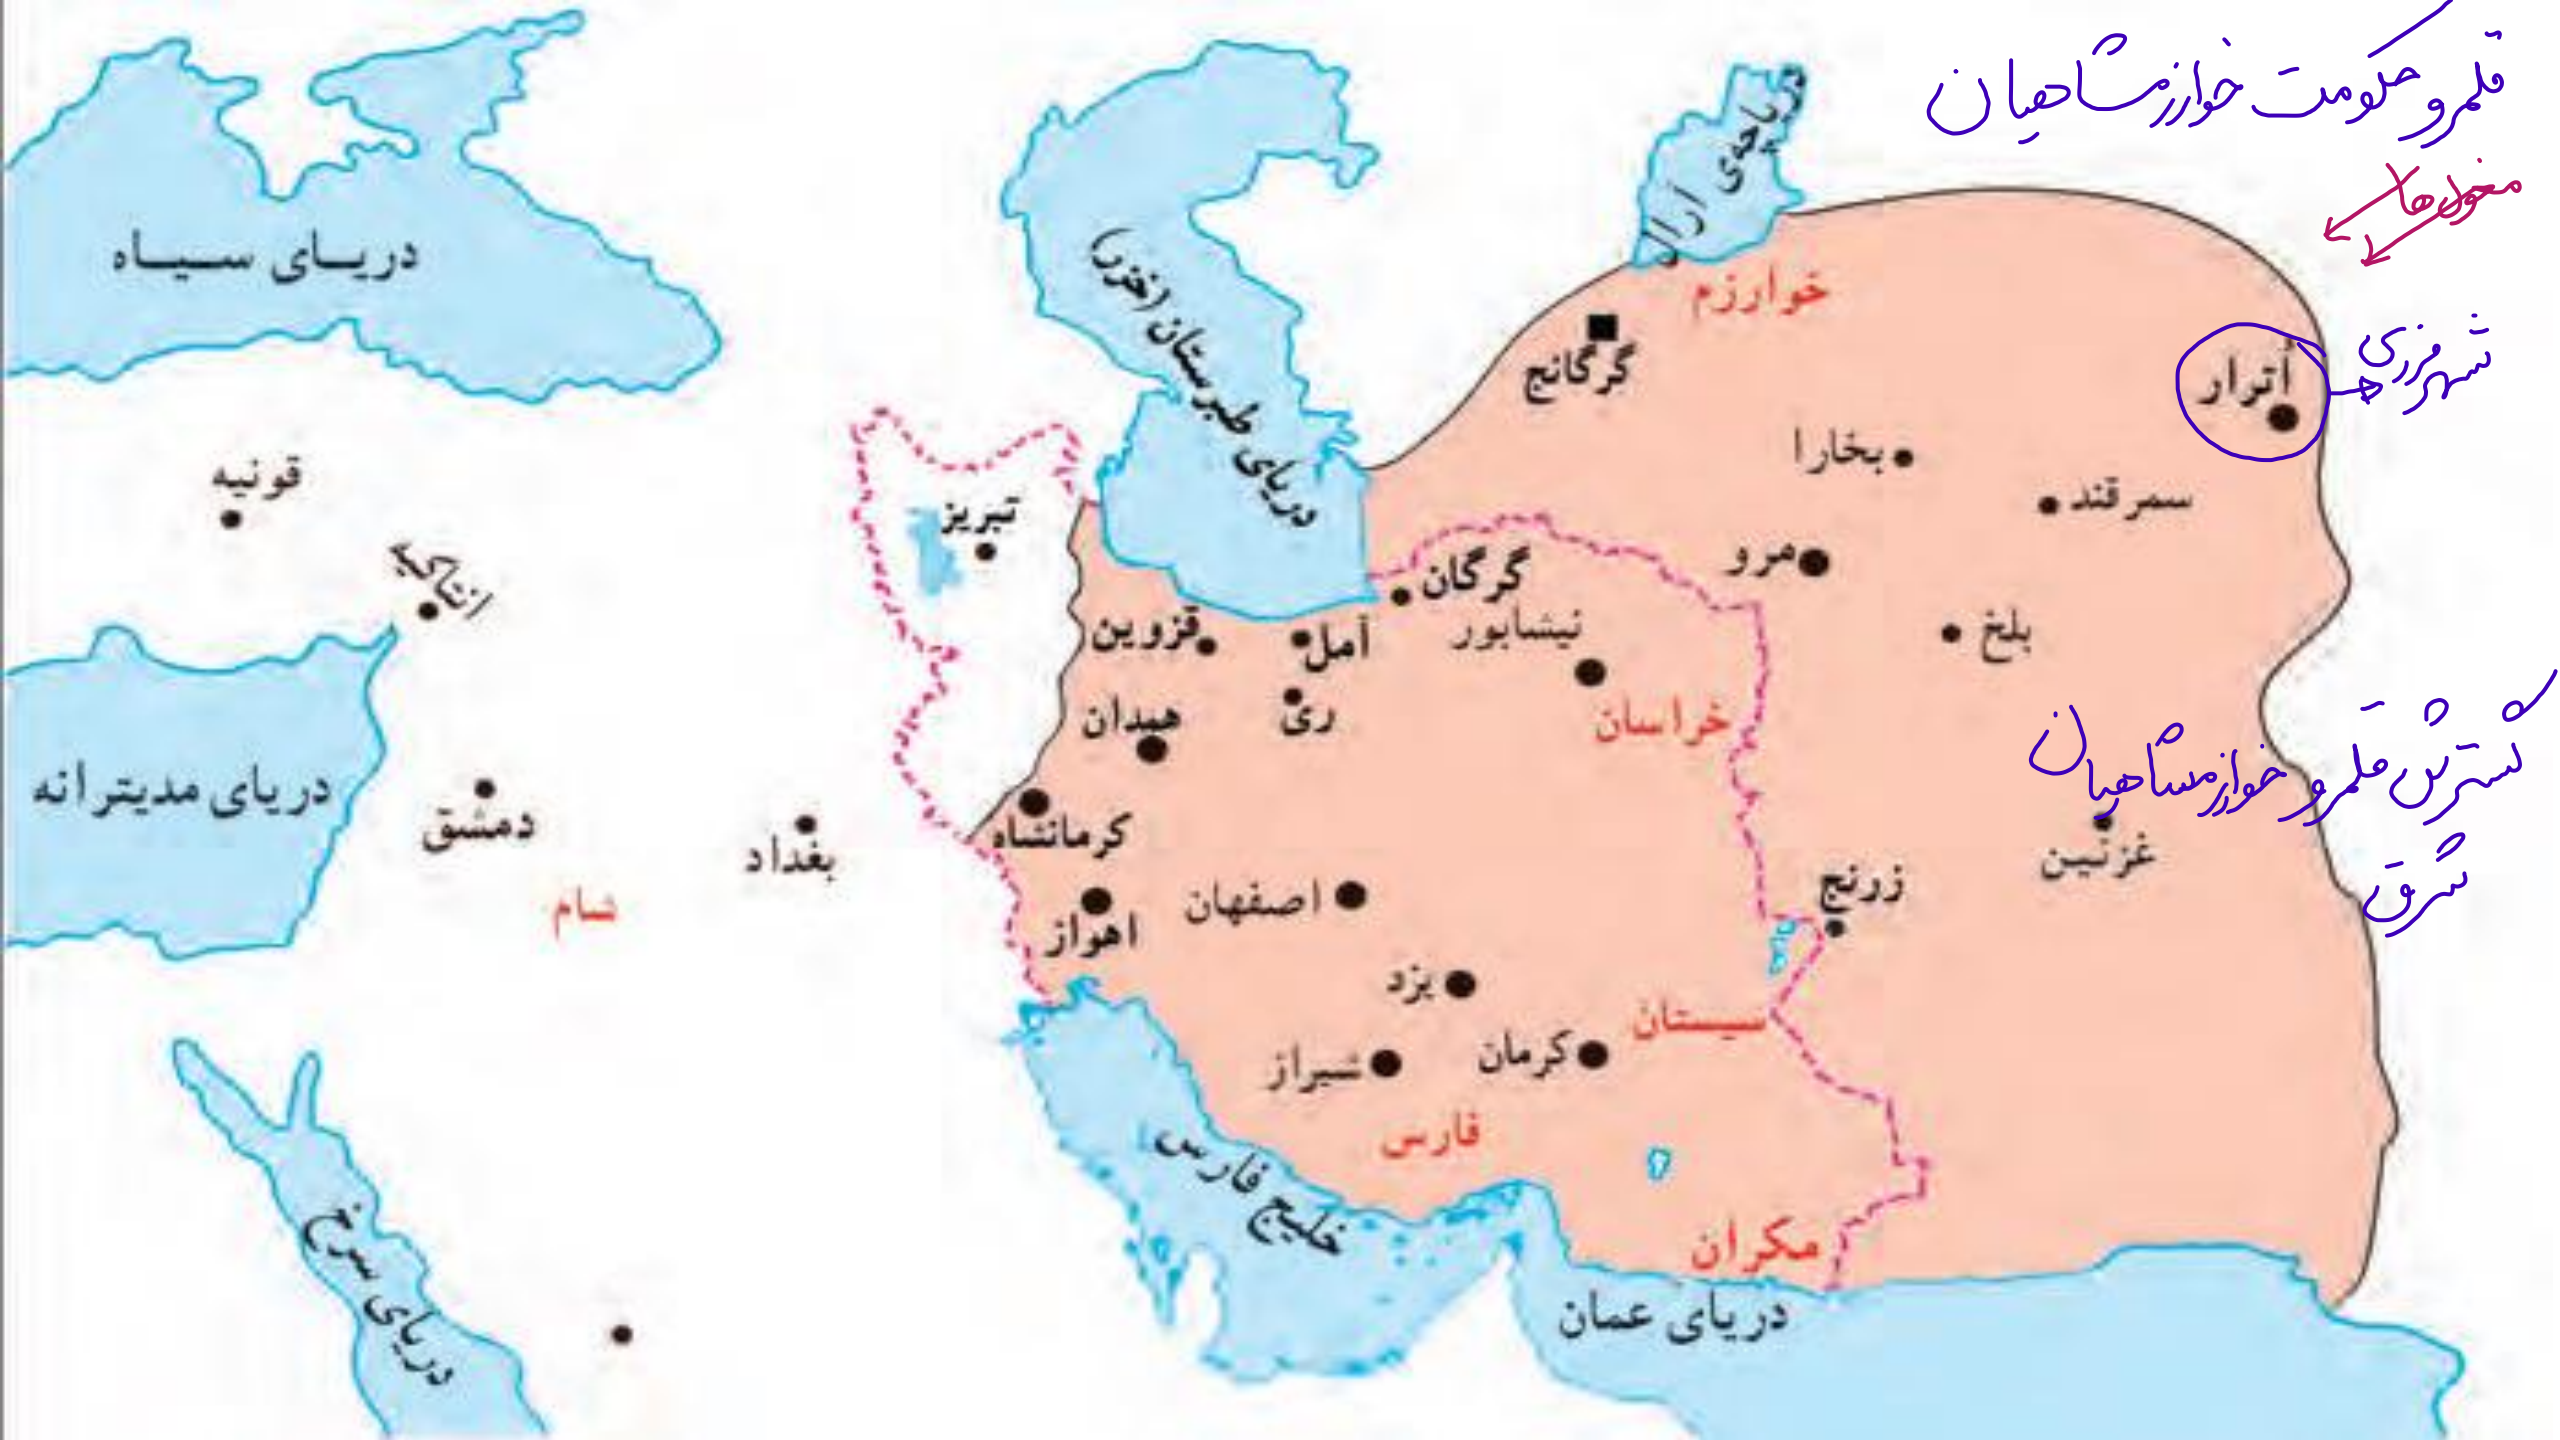 قلمرو حکومت خوارزمشاهیان
مغول‌ها
دریاچه‌ی آرال
دریای سیاه
دریای طبرستان (خزر)
خوارزم
گرگانج
شهر مرزی
اُترار
بخارا
سمرقند
قونیه
تبریز
انتاکیه
مرو
گرگان
نیشابور
قزوین
آمل
بلخ
همدان
ری
خراسان
گسترش قلمرو خوارزمشاهیان
شرق
دریای مدیترانه
دمشق
بغداد
کرمانشاه
غزنین
زرنج
شام
اصفهان
اهواز
یزد
سیستان
کرمان
شیراز
فارس
خلیج فارس
مکران
دریای سرخ
دریای عمان